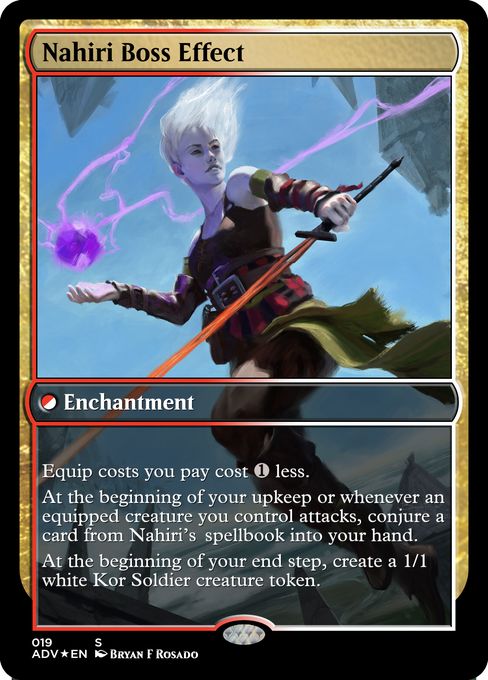 Nahiri Boss Effect
Enchantment
Equip costs you pay cost 1 less.
At the beginning of your upkeep or whenever an
equipped creature you control attacks, conjure a
card from Nahiri's spellbook into your hand.
At the beginning of your end step, create a 1/1
white Kor Soldier creature token.
019 S
ADV★EN Bryan F Rosado